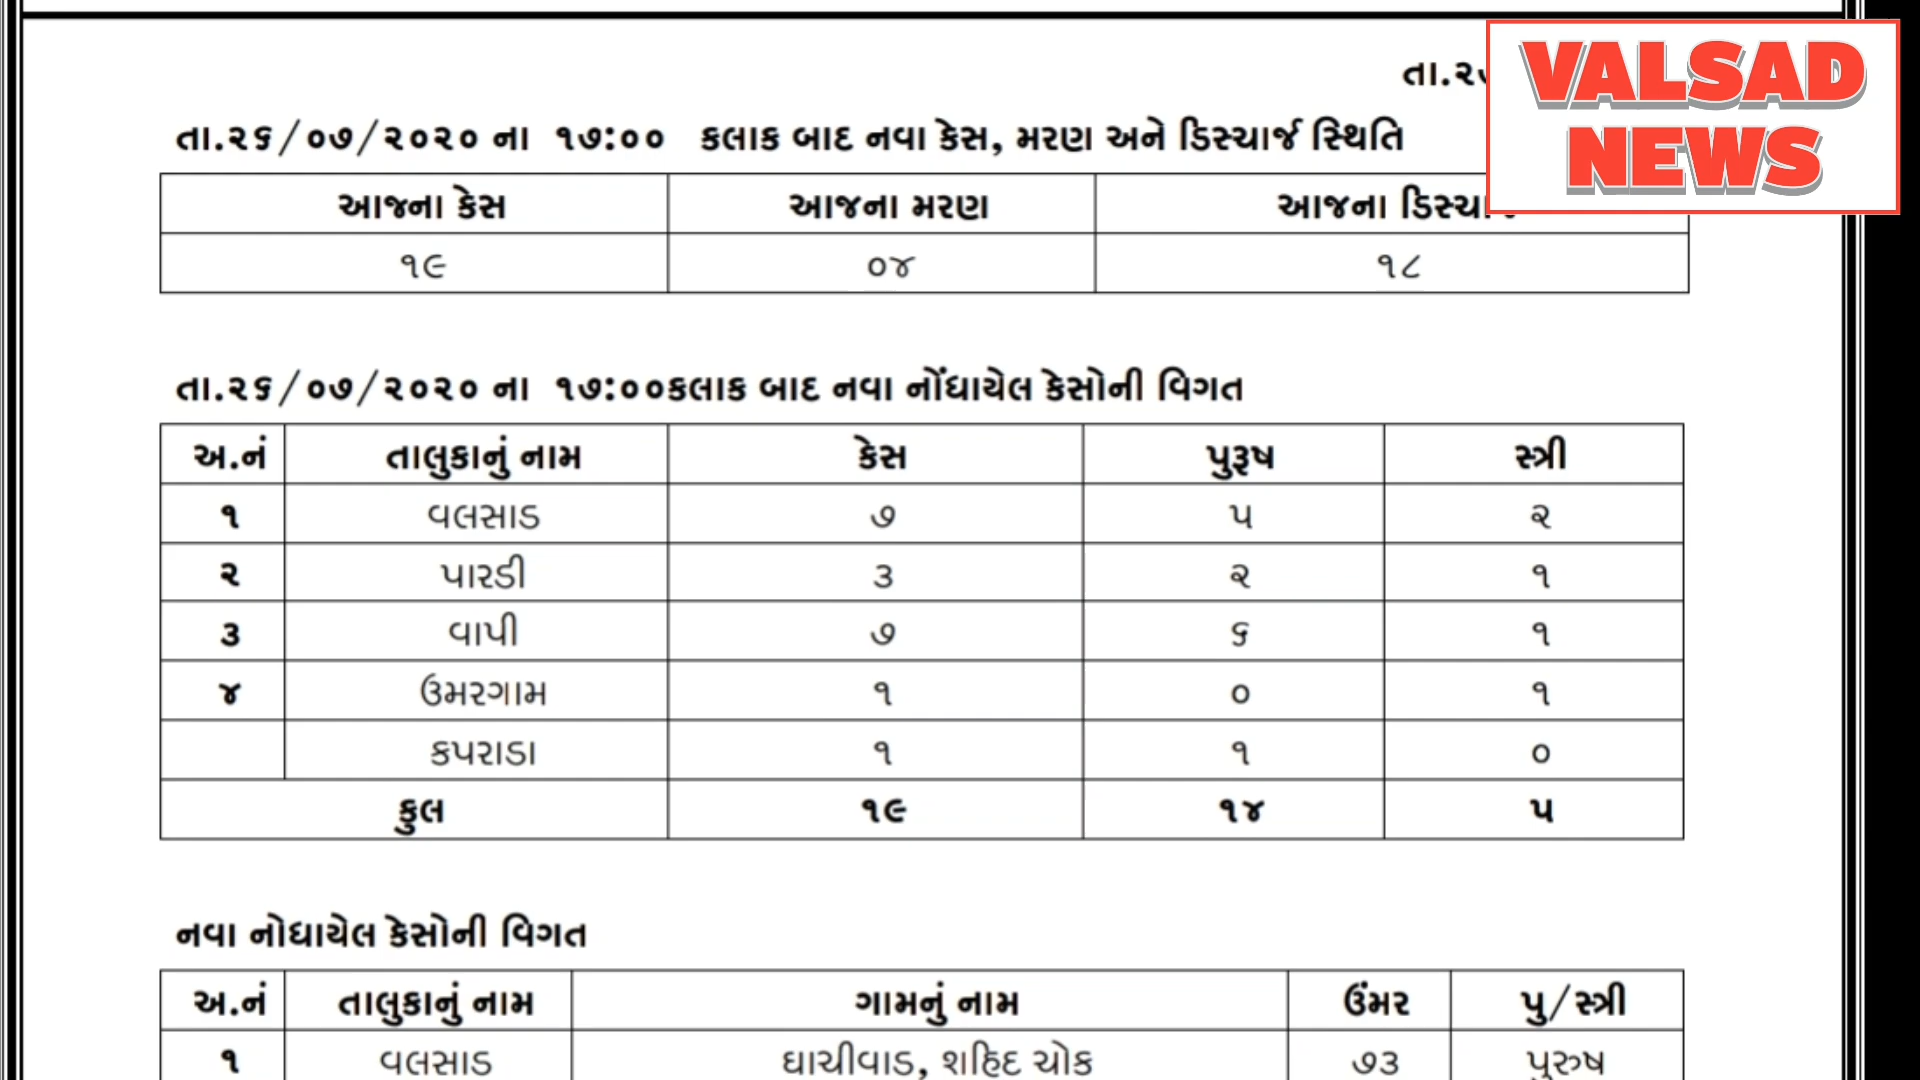 VALSAD
NEWS
તા.૨૬/૦૭/૨૦૨૦ ના ૧૭:૦૦ કલાક બાદ નવા કેસ, મરણ અને ડિસ્ચાર્જ સ્થિતિ
આજના કેસ આજના મરણ આજના
૧૯ ૦૪ ૧૮
તા.૨૬/૦૭/૨૦૨૦ ના ૧૭:૦૦કલાક બાદ નવા નોંધાયેલ કેસોની વિગત
અ.નં તાલુકાનું નામ કેસ પુરૂષ સ્ત્રી
૧ વલસાડ ૭ ૫ ૨
૨ પારડી ૩ ૨ ૧
૩ વાપી ૭ ૬ ૧
૪ ઉમરગામ ૧ ૦ ૧
કપરાડા ૧ ૧ ૦
કુલ ૧૯ ૧૪ ૫
નવા નોધાયેલ કેસોની વિગત
અ.નં તાલુકાનું નામ ગામનું નામ ઉંમર પુ/સ્ત્રી
૧ વલસાડ ઘાચીવાડ, શહિદ ચોક ૭૩ પુરુષ